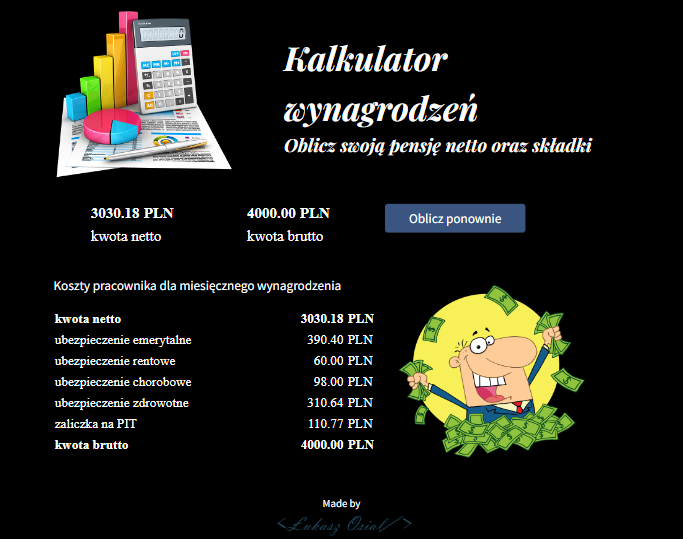 Kalkulator
wynagrodzeń
Oblicz swoją pensję netto oraz składki
3030.18 PLN 4000.00 PLN Oblicz ponownie
kwota netto kwota brutto
Koszty pracownika dla miesięcznego wynagrodzenia
kwota netto 3030.18 PLN
ubezpieczenie emerytalne 390.40 PLN
ubezpieczenie rentowe 60.00 PLN
ubezpieczenie chorobowe 98.00 PLN
ubezpieczenie zdrowotne 310.64 PLN
zaliczka na PIT 110.77 PLN
kwota brutto 4000.00 PLN
Made by
<Łukasz Osial/>